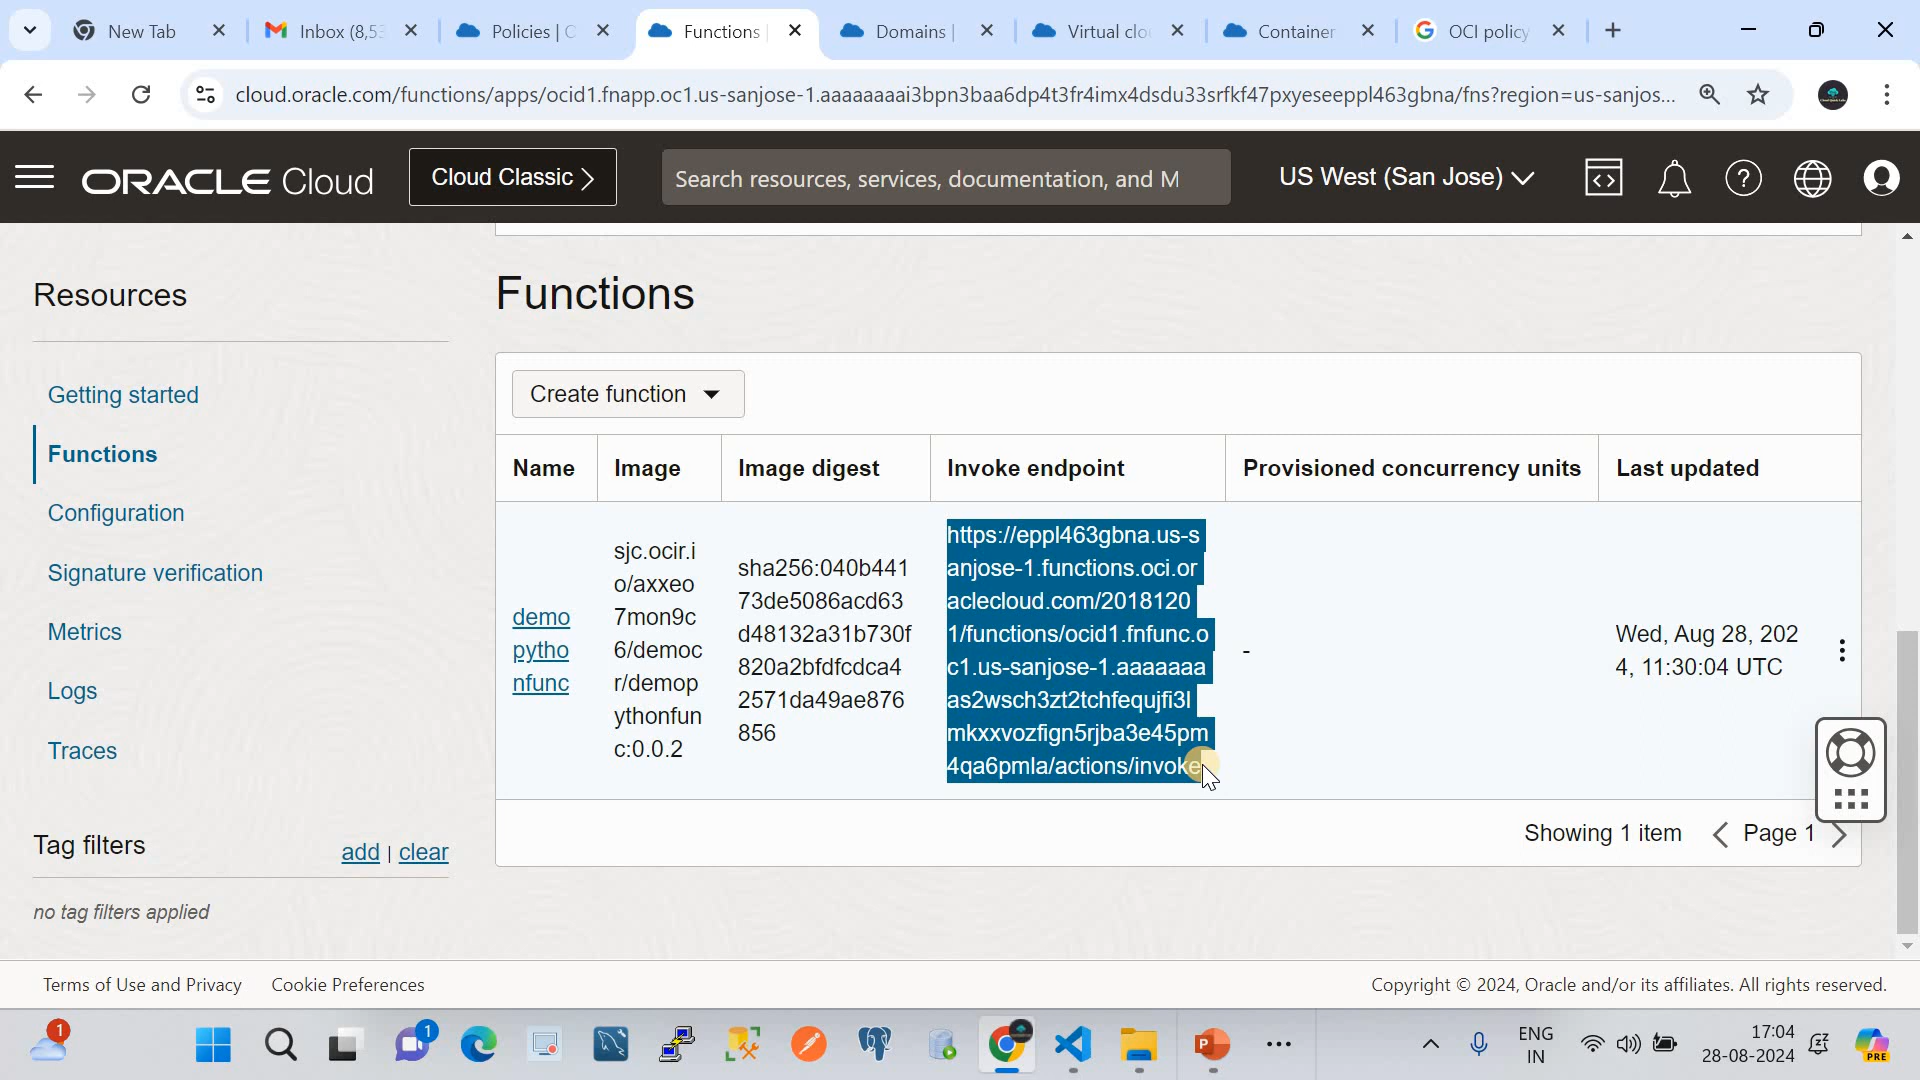 New Tab
Inbox (8,53
Policies | O
Functions |
Domains |
Virtual clou
Container
OCI policy
cloud.oracle.com/functions/apps/ocid1.fnapp.oc1.us-sanjose-1.aaaaaaaai3bpn3baa6dp4t3fr4imx4dsdu33srfkf47pxyeseeppl463gbna/fns?region=us-sanjos...
ORACLE Cloud
Cloud Classic
Search resources, services, documentation, and M
US West (San Jose)
Resources
Getting started
Functions
Configuration
Signature verification
Metrics
Logs
Traces
Tag filters
add | clear
no tag filters applied
Functions
Create function
Name
Image
Image digest
Invoke endpoint
Provisioned concurrency units
Last updated
demo
pytho
nfunc
sjc.ocir.i
o/axxeo
7mon9c
6/democ
r/demop
ythonfun
c:0.0.2
sha256:040b441
73de5086acd63
d48132a31b730f
820a2bfdfcdca4
2571da49ae876
856
https://eppl463gbna.us-s
anjose-1.functions.oci.or
aclecloud.com/2018120
1/functions/ocid1.fnfunc.o
c1.us-sanjose-1.aaaaaaa
as2wsch3zt2tchfequjfi3l
mkxxvozfign5rjba3e45pm
4qa6pmla/actions/invoke
-
Wed, Aug 28, 202
4, 11:30:04 UTC
Showing 1 item
Page 1
Terms of Use and Privacy
Cookie Preferences
Copyright © 2024, Oracle and/or its affiliates. All rights reserved.
1
1
ENG
IN
17:04
28-08-2024
PRE